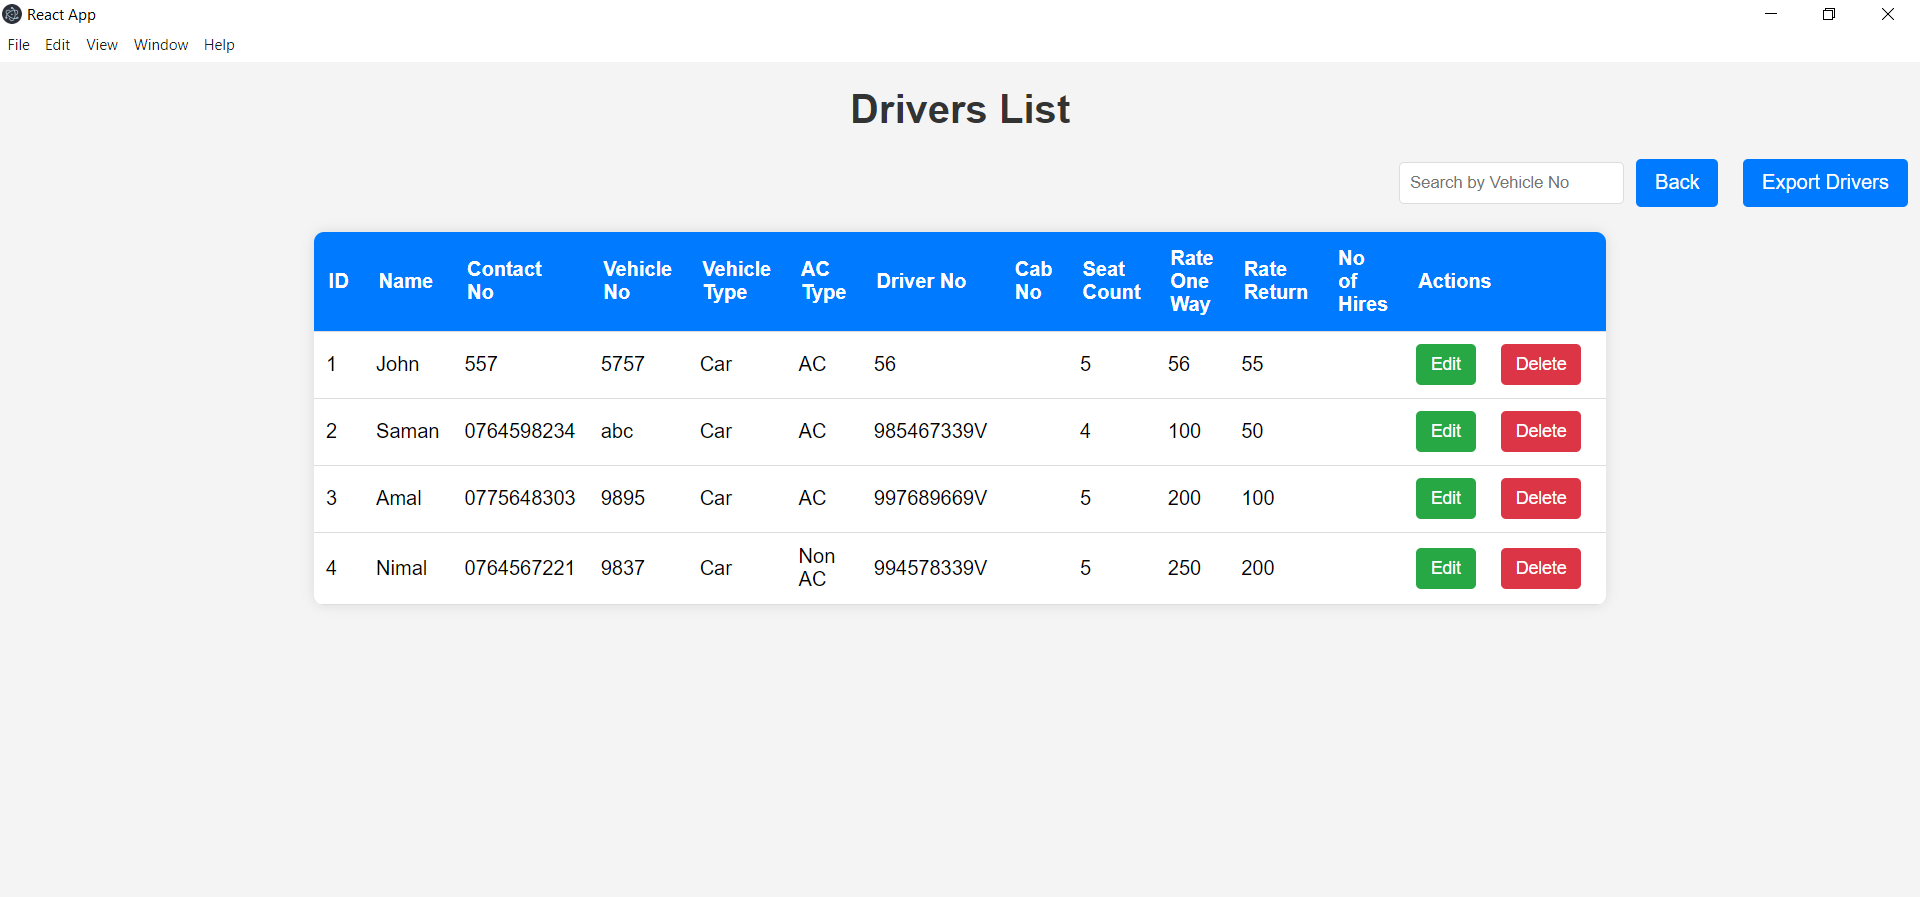 React App
File Edit View Window Help
Drivers List
Search by Vehicle No Back Export Drivers
ID Name Contact No Vehicle No Vehicle Type AC Type Driver No Cab No Seat Count Rate One Way Rate Return No of Hires Actions
1 John 557 5757 Car AC 56 5 56 55 Edit Delete
2 Saman 0764598234 abc Car AC 985467339V 4 100 50 Edit Delete
3 Amal 0775648303 9895 Car AC 997689669V 5 200 100 Edit Delete
4 Nimal 0764567221 9837 Car Non AC 994578339V 5 250 200 Edit Delete